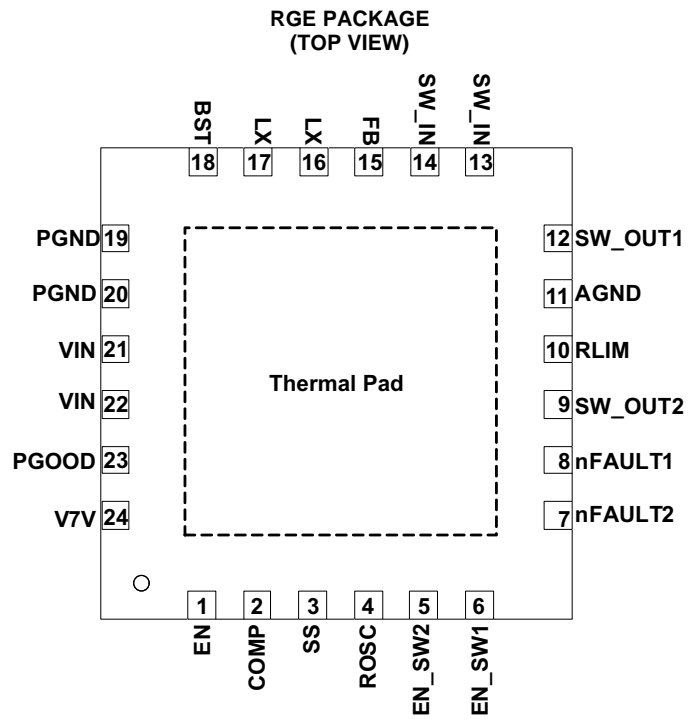 RGE PACKAGE
(TOP VIEW)
BST
LX
LX
FB
SW_IN
SW_IN
18
17
16
15
14
13
PGND 19
PGND 20
VIN 21
VIN 22
PGOOD 23
V7V 24
Thermal Pad
12 SW_OUT1
11 AGND
10 RLIM
9 SW_OUT2
8 nFAULT1
7 nFAULT2
1
2
3
4
5
6
EN
COMP
SS
ROSC
EN_SW2
EN_SW1